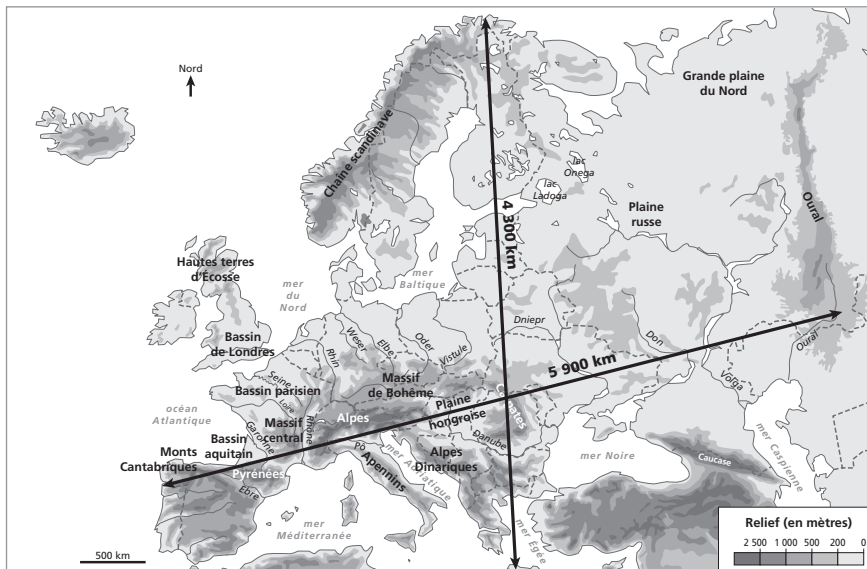 Nord
Grande plaine
du Nord
Chaîne scandinave
lac
Onega
lac
Ladoga
Oural
4 300 km
Plaine
russe
Hautes terres
d'Écosse
mer
du
Nord
mer
Baltique
Bassin
de Londres
Rhin
Weser
Elbe
Oder
Vistule
Dniepr
Don
Volga
Oural
5 900 km
Seine
Bassin parisien
Loire
Massif
de Bohême
océan
Atlantique
Massif
central
Rhône
Alpes
Plaine
hongroise
Carpates
Garonne
Bassin
aquitain
Monts
Cantabriques
Pyrénées
Ebre
Pô
Apennins
mer Adriatique
Alpes
Dinariques
Danube
mer Noire
Caucase
mer Caspienne
mer
Méditerranée
mer Égée
500 km
Relief (en mètres)
2 500 1 000 500 200 0